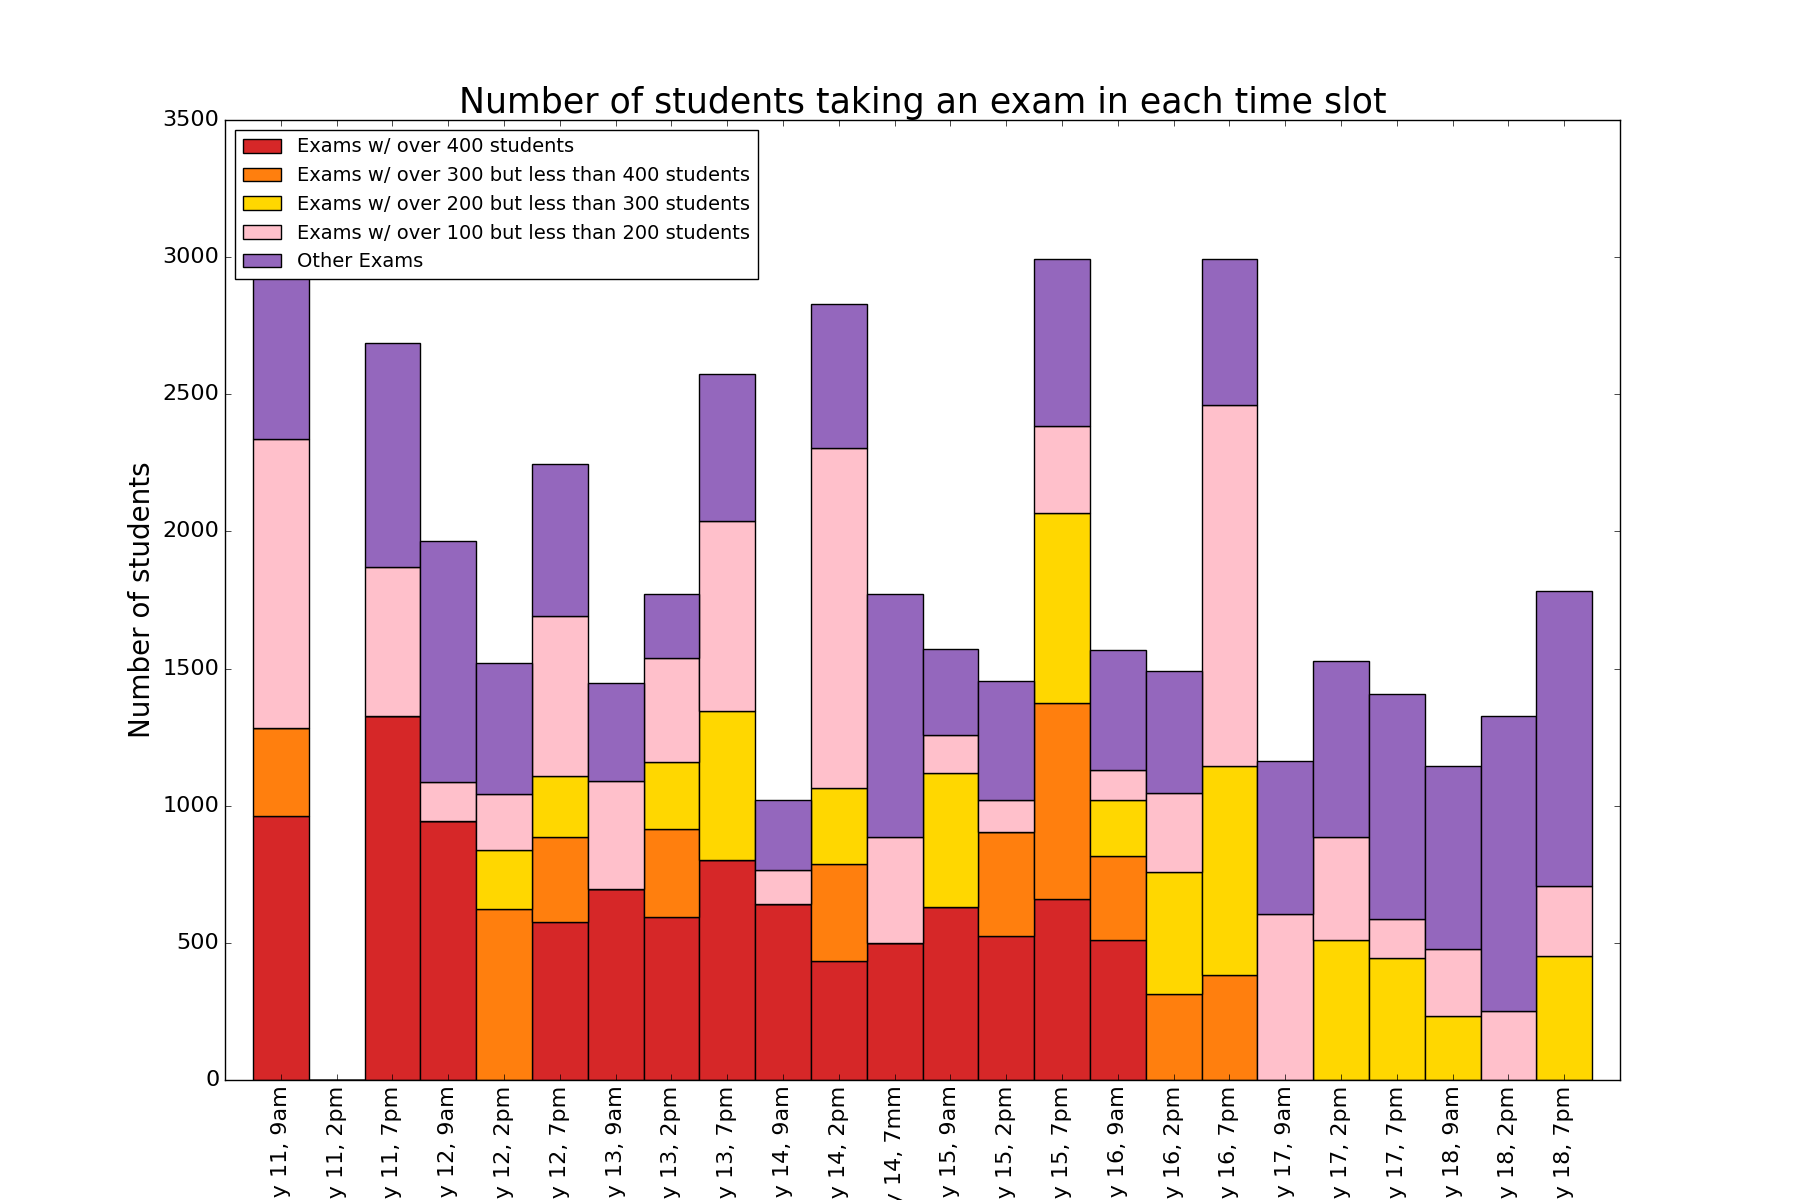 Number of students taking an exam in each time slot
3500
3000
2500
2000
1500
1000
500
0
Number of students
Exams w/ over 400 students
Exams w/ over 300 but less than 400 students
Exams w/ over 200 but less than 300 students
Exams w/ over 100 but less than 200 students
Other Exams
y 11, 9am
y 11, 2pm
y 11, 7pm
y 12, 9am
y 12, 2pm
y 12, 7pm
y 13, 9am
y 13, 2pm
y 13, 7pm
y 14, 9am
y 14, 2pm
y 14, 7mm
y 15, 9am
y 15, 2pm
y 15, 7pm
y 16, 9am
y 16, 2pm
y 16, 7pm
y 17, 9am
y 17, 2pm
y 17, 7pm
y 18, 9am
y 18, 2pm
y 18, 7pm